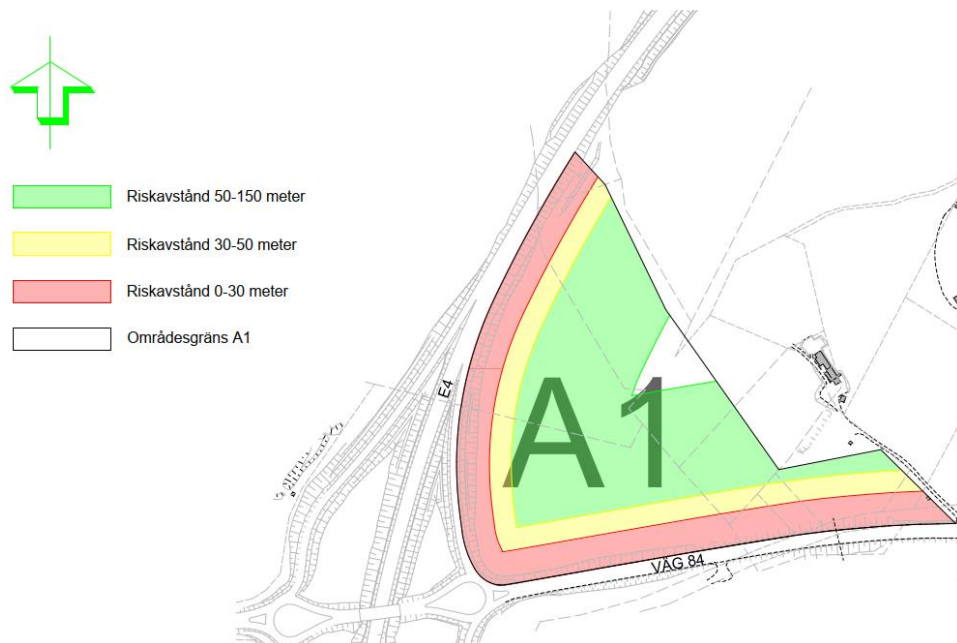 Riskavstånd 50-150 meter
Riskavstånd 30-50 meter
Riskavstånd 0-30 meter
Områdesgräns A1
E4
A1
VÄG 84